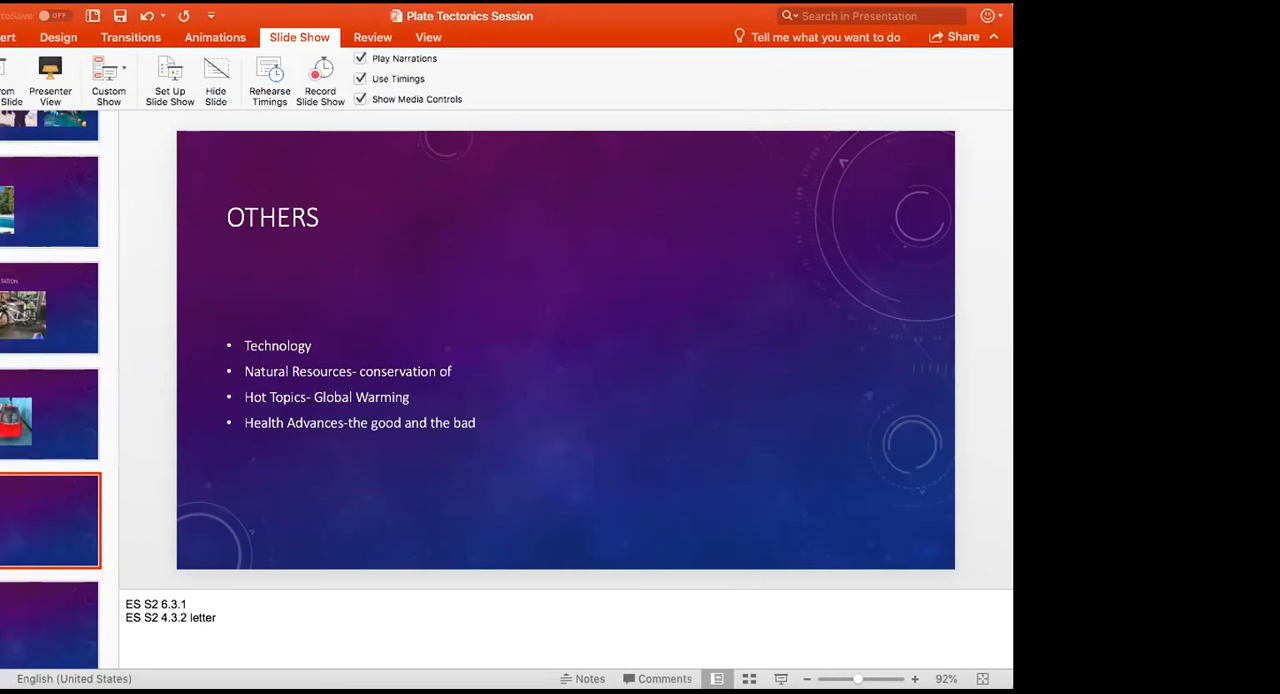 OFF
Plate Tectonics Session
Search in Presentation
Design
Transitions
Animations
Slide Show
Review
View
Tell me what you want to do
Share
Slide
Presenter
View
Custom
Show
Set Up
Slide Show
Hide
Slide
Rehearse
Timings
Record
Slide Show
Play Narrations
Use Timings
Show Media Controls
OTHERS
• Technology
• Natural Resources- conservation of
• Hot Topics- Global Warming
• Health Advances-the good and the bad
ES S2 6.3.1
ES S2 4.3.2 letter
English (United States)
Notes
Comments
92%